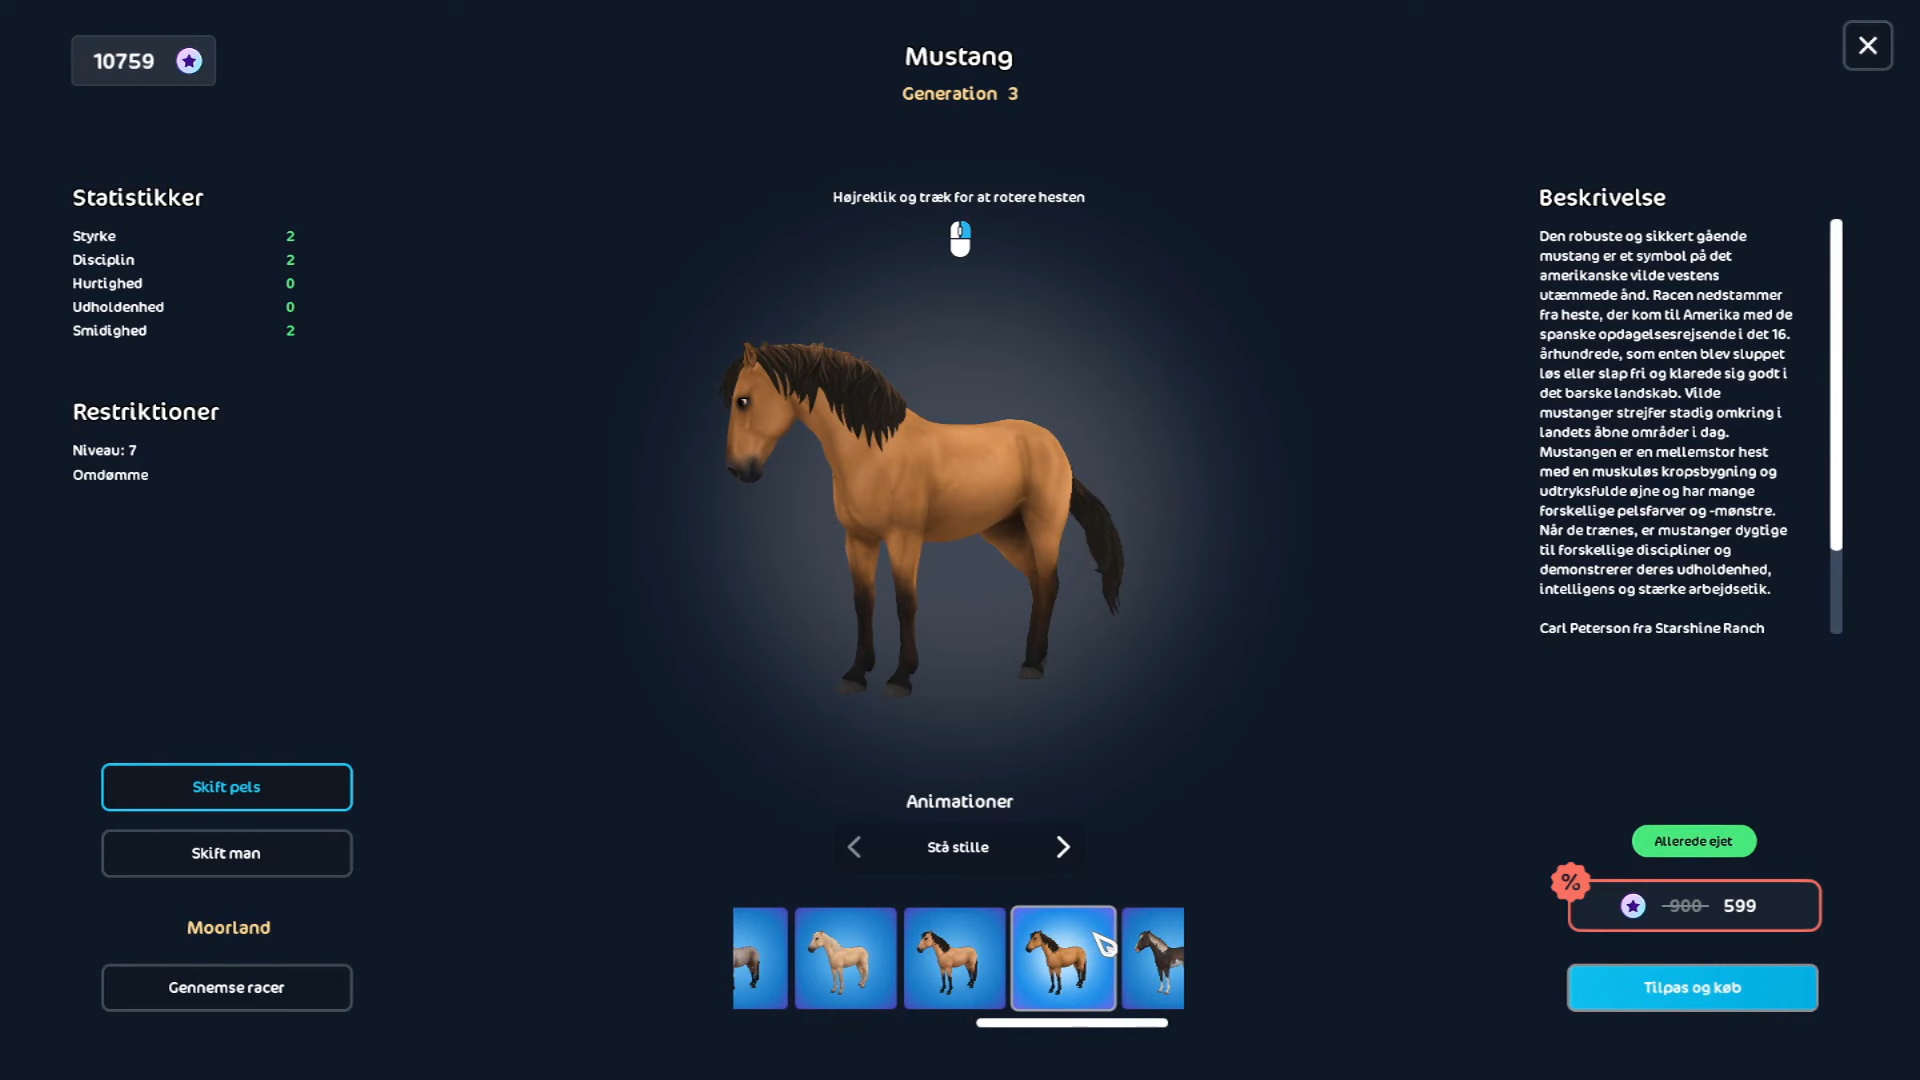 10759
Mustang
Generation 3
Statistikker
Styrke 2
Disciplin 2
Hurtighed 0
Udholdenhed 0
Smidighed 2
Restriktioner
Niveau: 7
Omdømme
Højreklik og træk for at rotere hesten
Beskrivelse
Den robuste og sikkert gående
mustang er et symbol på det
amerikanske vilde vestens
utæmmede ånd. Racen nedstammer
fra heste, der kom til Amerika med de
spanske opdagelsesrejsende i det 16.
århundrede, som enten blev sluppet
løs eller slap fri og klarede sig godt i
det barske landskab. Vilde
mustanger strejfer stadig omkring i
landets åbne områder i dag.
Mustangen er en mellemstor hest
med en muskuløs kropsbygning og
udtryksfulde øjne og har mange
forskellige pelsfarver og -mønstre.
Når de trænes, er mustanger dygtige
til forskellige discipliner og
demonstrerer deres udholdenhed,
intelligens og stærke arbejdsetik.
Carl Peterson fra Starshine Ranch
Skift pels
Skift man
Moorland
Gennemse racer
Animationer
Stå stille
Allerede ejet
% 900 599
Tilpas og køb